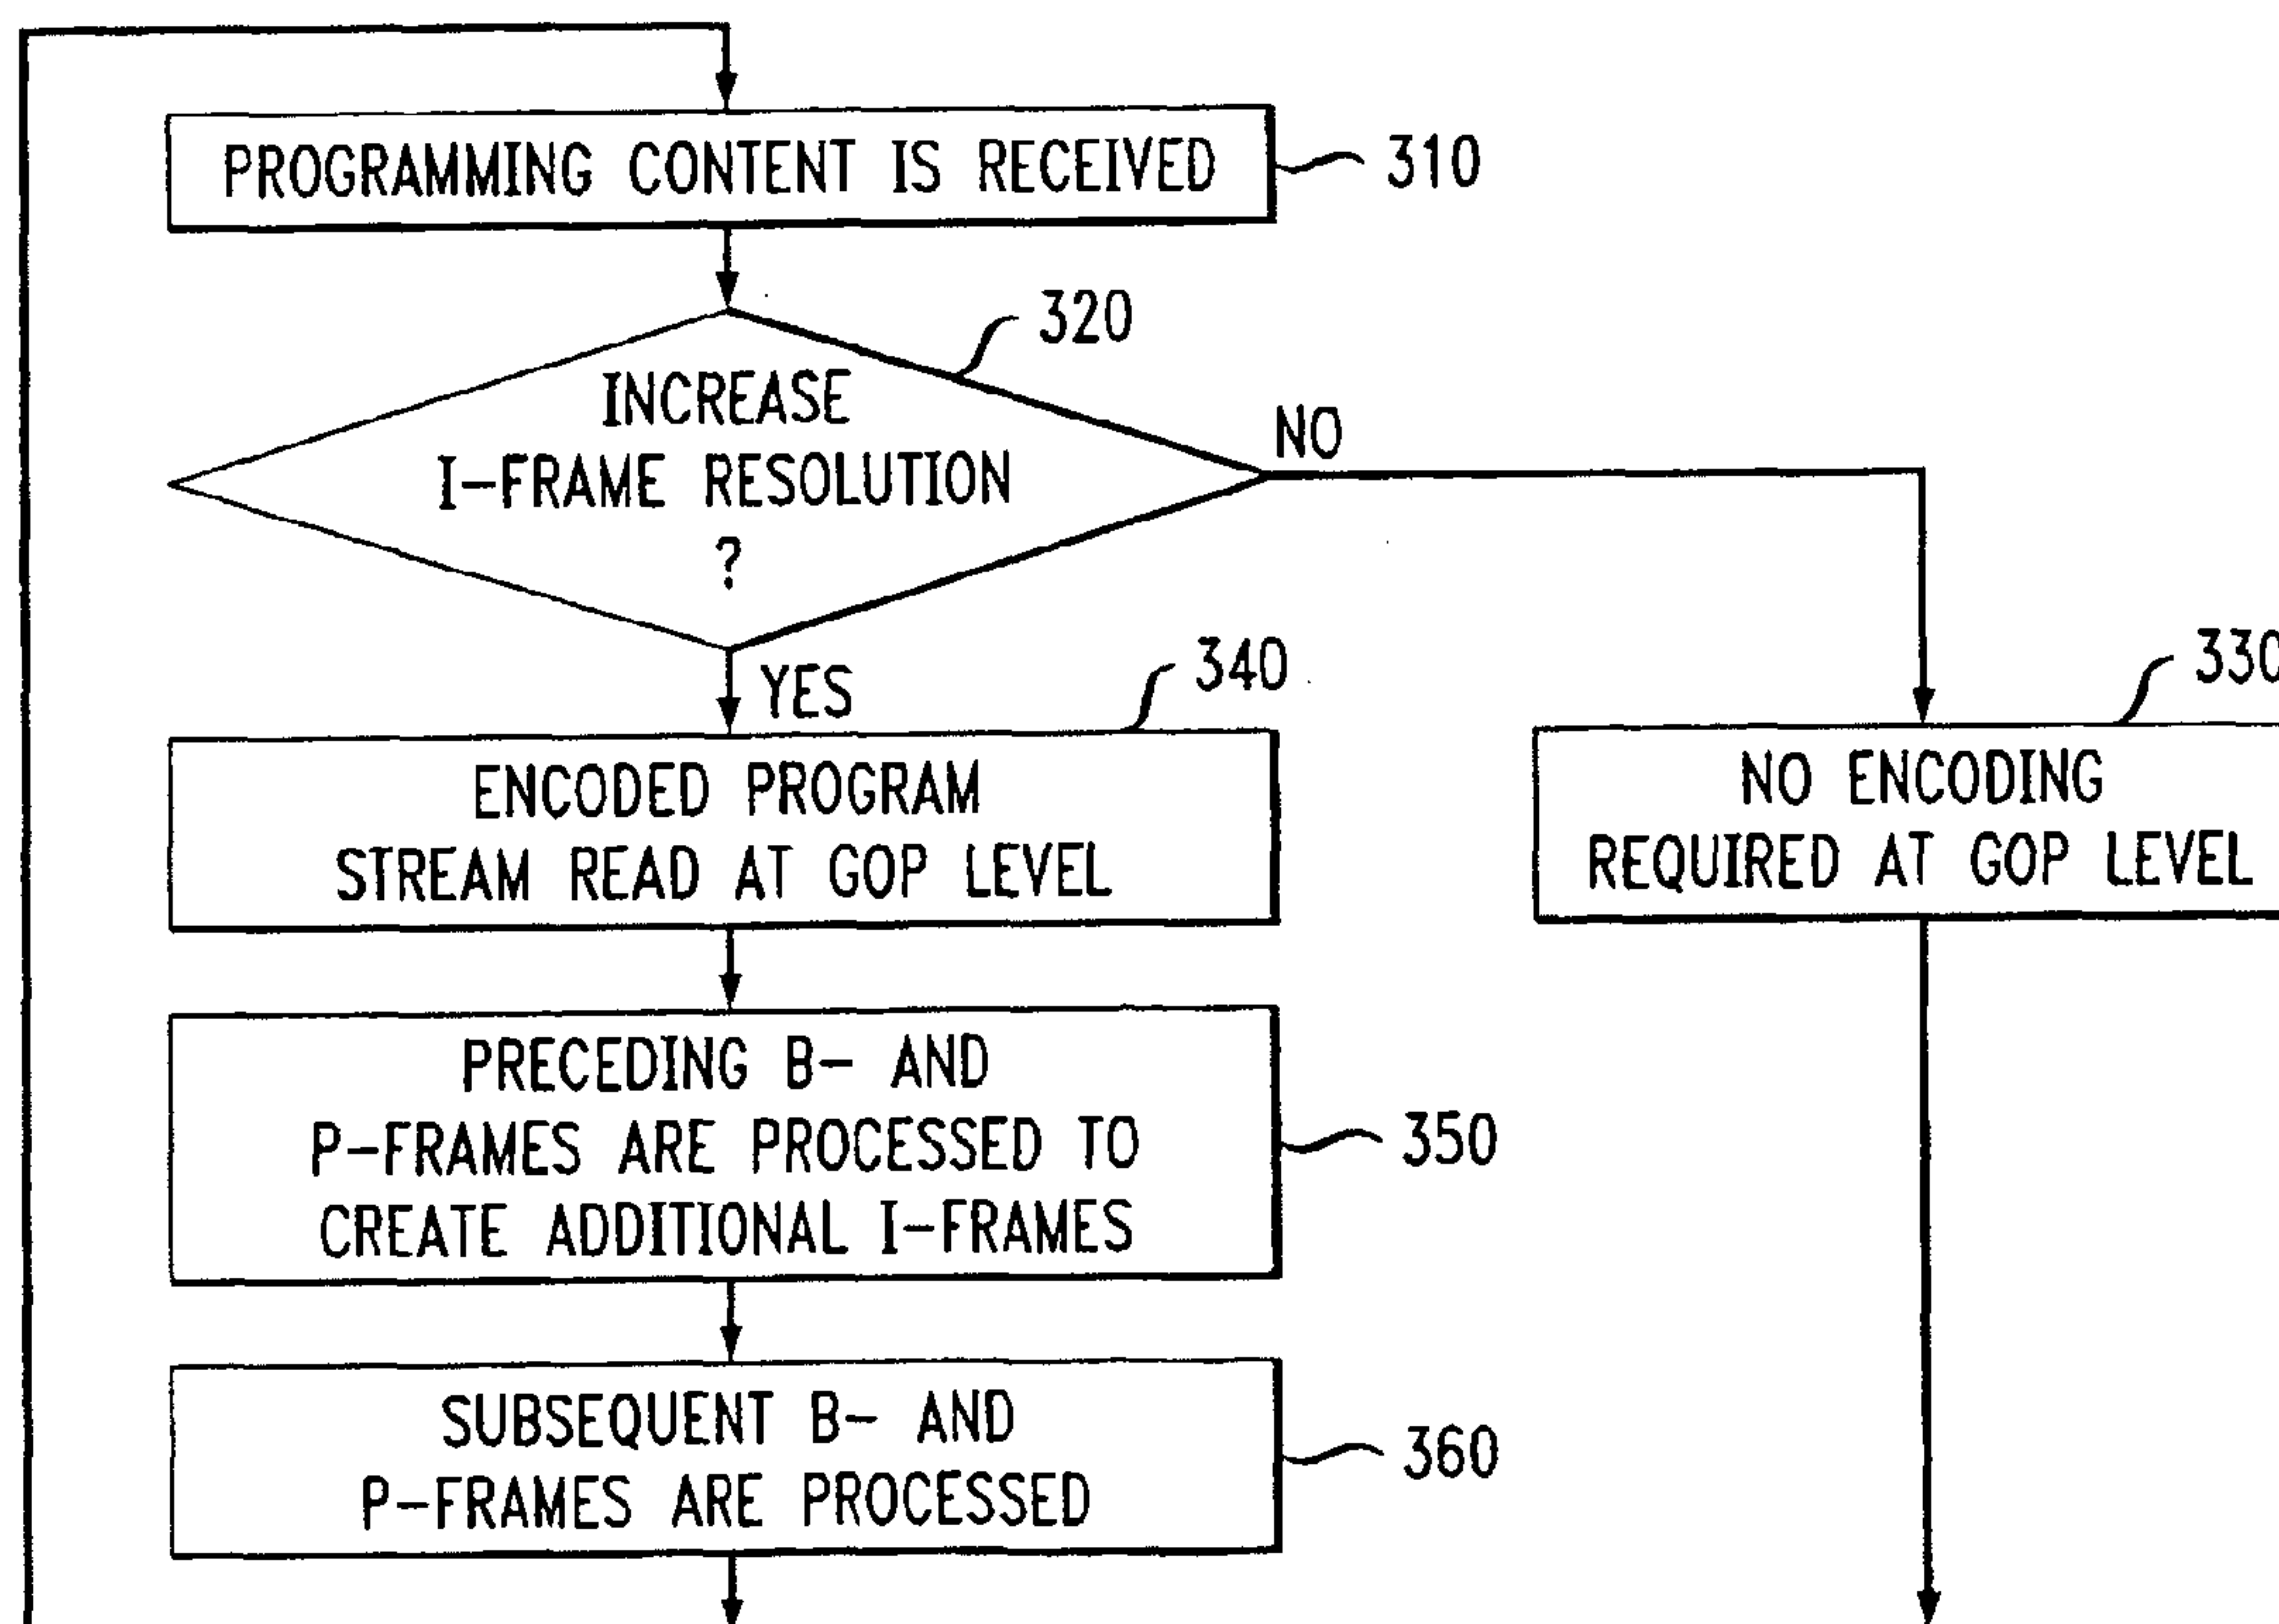 PROGRAMMING CONTENT IS RECEIVED
310
320
INCREASE
I-FRAME RESOLUTION
?
NO
YES
340
ENCODED PROGRAM
STREAM READ AT GOP LEVEL
330
NO ENCODING
REQUIRED AT GOP LEVEL
PRECEDING B- AND
P-FRAMES ARE PROCESSED TO
CREATE ADDITIONAL I-FRAMES
350
SUBSEQUENT B- AND
P-FRAMES ARE PROCESSED
360